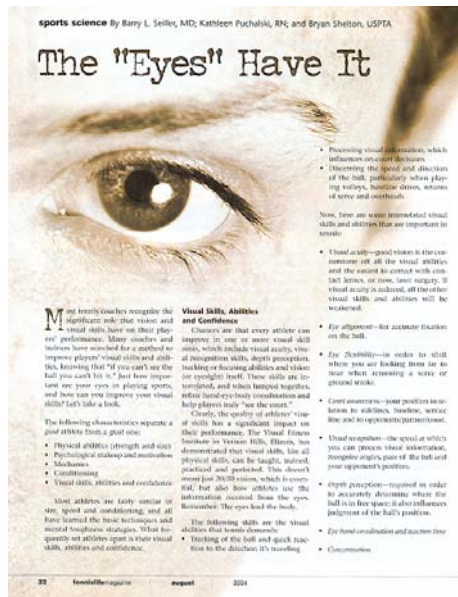 sports science By Barry L. Seiller, MD; Kathleen Puchalski, RN; and Bryan Shelton, USPTA
The "Eyes" Have It
Most tennis coaches recognize the
significant role that vision and
visual skills have on their play-
ers' performance. Many coaches and
trainers have searched for a method to
improve players' visual skills and abili-
ties, knowing that "if you can't see the
ball you can't hit it." Just how impor-
tant are your eyes in playing sports,
and how can you improve your visual
skills? Let's take a look.
The following characteristics separate a
good athlete from a great one:
• Physical abilities (strength and size)
• Psychological makeup and motivation
• Mechanics
• Conditioning
• Visual skills, abilities and confidence
Most athletes are fairly similar in
size, speed and conditioning, and all
have learned the basic techniques and
mental toughness strategies. What fre-
quently set athletes apart is their visual
skills, abilities and confidence.
Visual Skills, Abilities
and Confidence
Chances are that every athlete can
improve in one or more visual skill
areas, which include visual acuity, visu-
al recognition skills, depth perception,
tracking or focusing abilities and vision
(or eyesight) itself. These skills are in-
terrelated, and when lumped together,
refine hand-eye-body coordination and
help players truly "see the court."
Clearly, the quality of athletes' visu-
al skills has a significant impact on
their performance. The Visual Fitness
Institute in Vernon Hills, Illinois, has
demonstrated that visual skills, like all
physical skills, can be taught, trained,
practiced and perfected. This doesn't
mean just 20/20 vision, which is essen-
tial, but also how athletes use the
information received from the eyes.
Remember: The eyes lead the body.
The following skills are the visual
abilities that tennis demands:
• Tracking of the ball and quick reac-
tion to the direction it's traveling
• Processing visual information, which
influences on-court decisions
• Discerning the speed and direction
of the ball, particularly when play-
ing volleys, baseline drives, returns
of serve and overheads
Now, here are some interrelated visual
skills and abilities that are important in
tennis:
• Visual acuity—good vision is the cor-
nerstone of all the visual abilities
and the easiest to correct with con-
tact lenses, or now, laser surgery. If
visual acuity is reduced, all the other
visual skills and abilities will be
weakened.
• Eye alignment—for accurate fixation
on the ball.
• Eye flexibility—in order to shift
where you are looking from far to
near when returning a serve or
ground stroke.
• Court awareness—your position in re-
lation to sidelines, baseline, service
line and to opponents/partner/coach.
• Visual recognition—the speed at which
you can process visual information,
recognize angles, pace of the ball and
your opponent's position.
• Depth perception—required in order
to accurately determine where the
ball is in free space; it also influences
judgment of the ball's position.
• Eye hand coordination and reaction time
• Concentration
22 tennislifemagazine august 2004